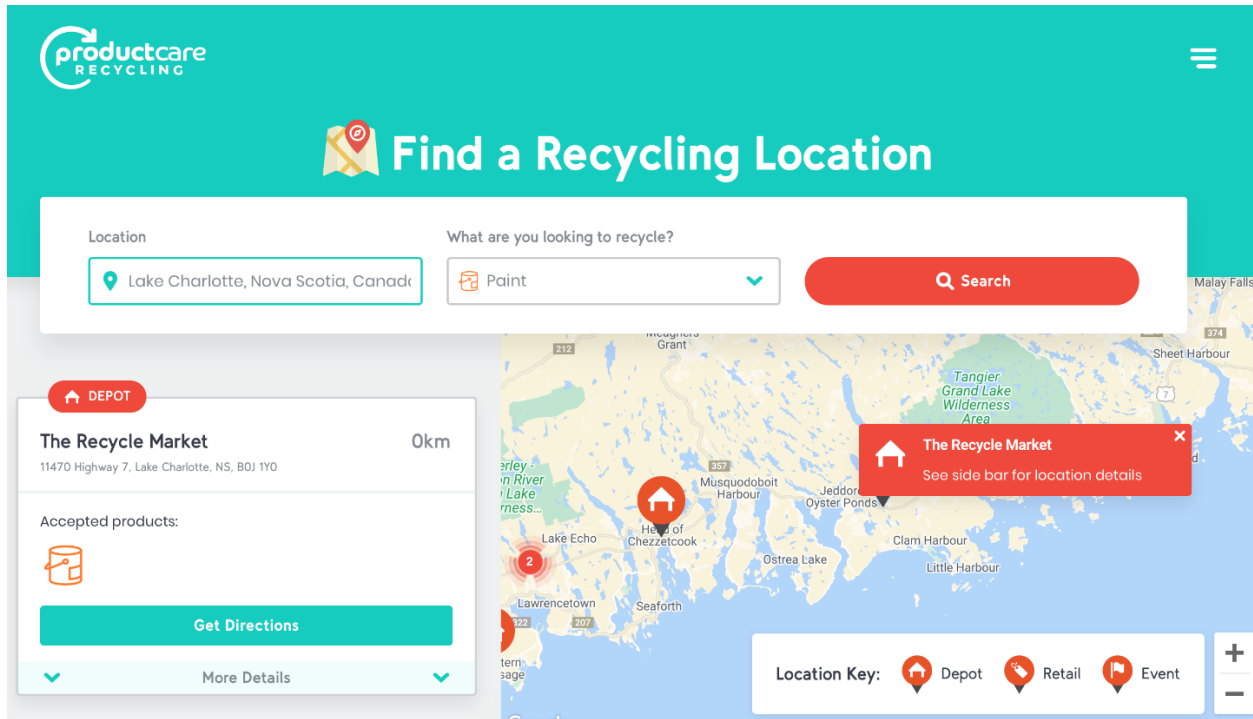 productcare
RECYCLING
Find a Recycling Location
Location
What are you looking to recycle?
Lake Charlotte, Nova Scotia, Canad
Paint
Search
DEPOT
The Recycle Market
0km
11470 Highway 7, Lake Charlotte, NS, B0J 1Y0
Accepted products:
Get Directions
More Details
Malay Falls
374
Sheet Harbour
7
212
Meaghers
Grant
Tangier
Grand Lake
Wilderness
Area
The Recycle Market
See side bar for location details
357
Musquodoboit
Harbour
Oyster Ponds
Lake
Lake Echo
Head of
Chezzetcook
2
Clam Harbour
Ostrea Lake
Little Harbour
Lawrencetown
Seaforth
322
207
Location Key:
Depot
Retail
Event
+
−